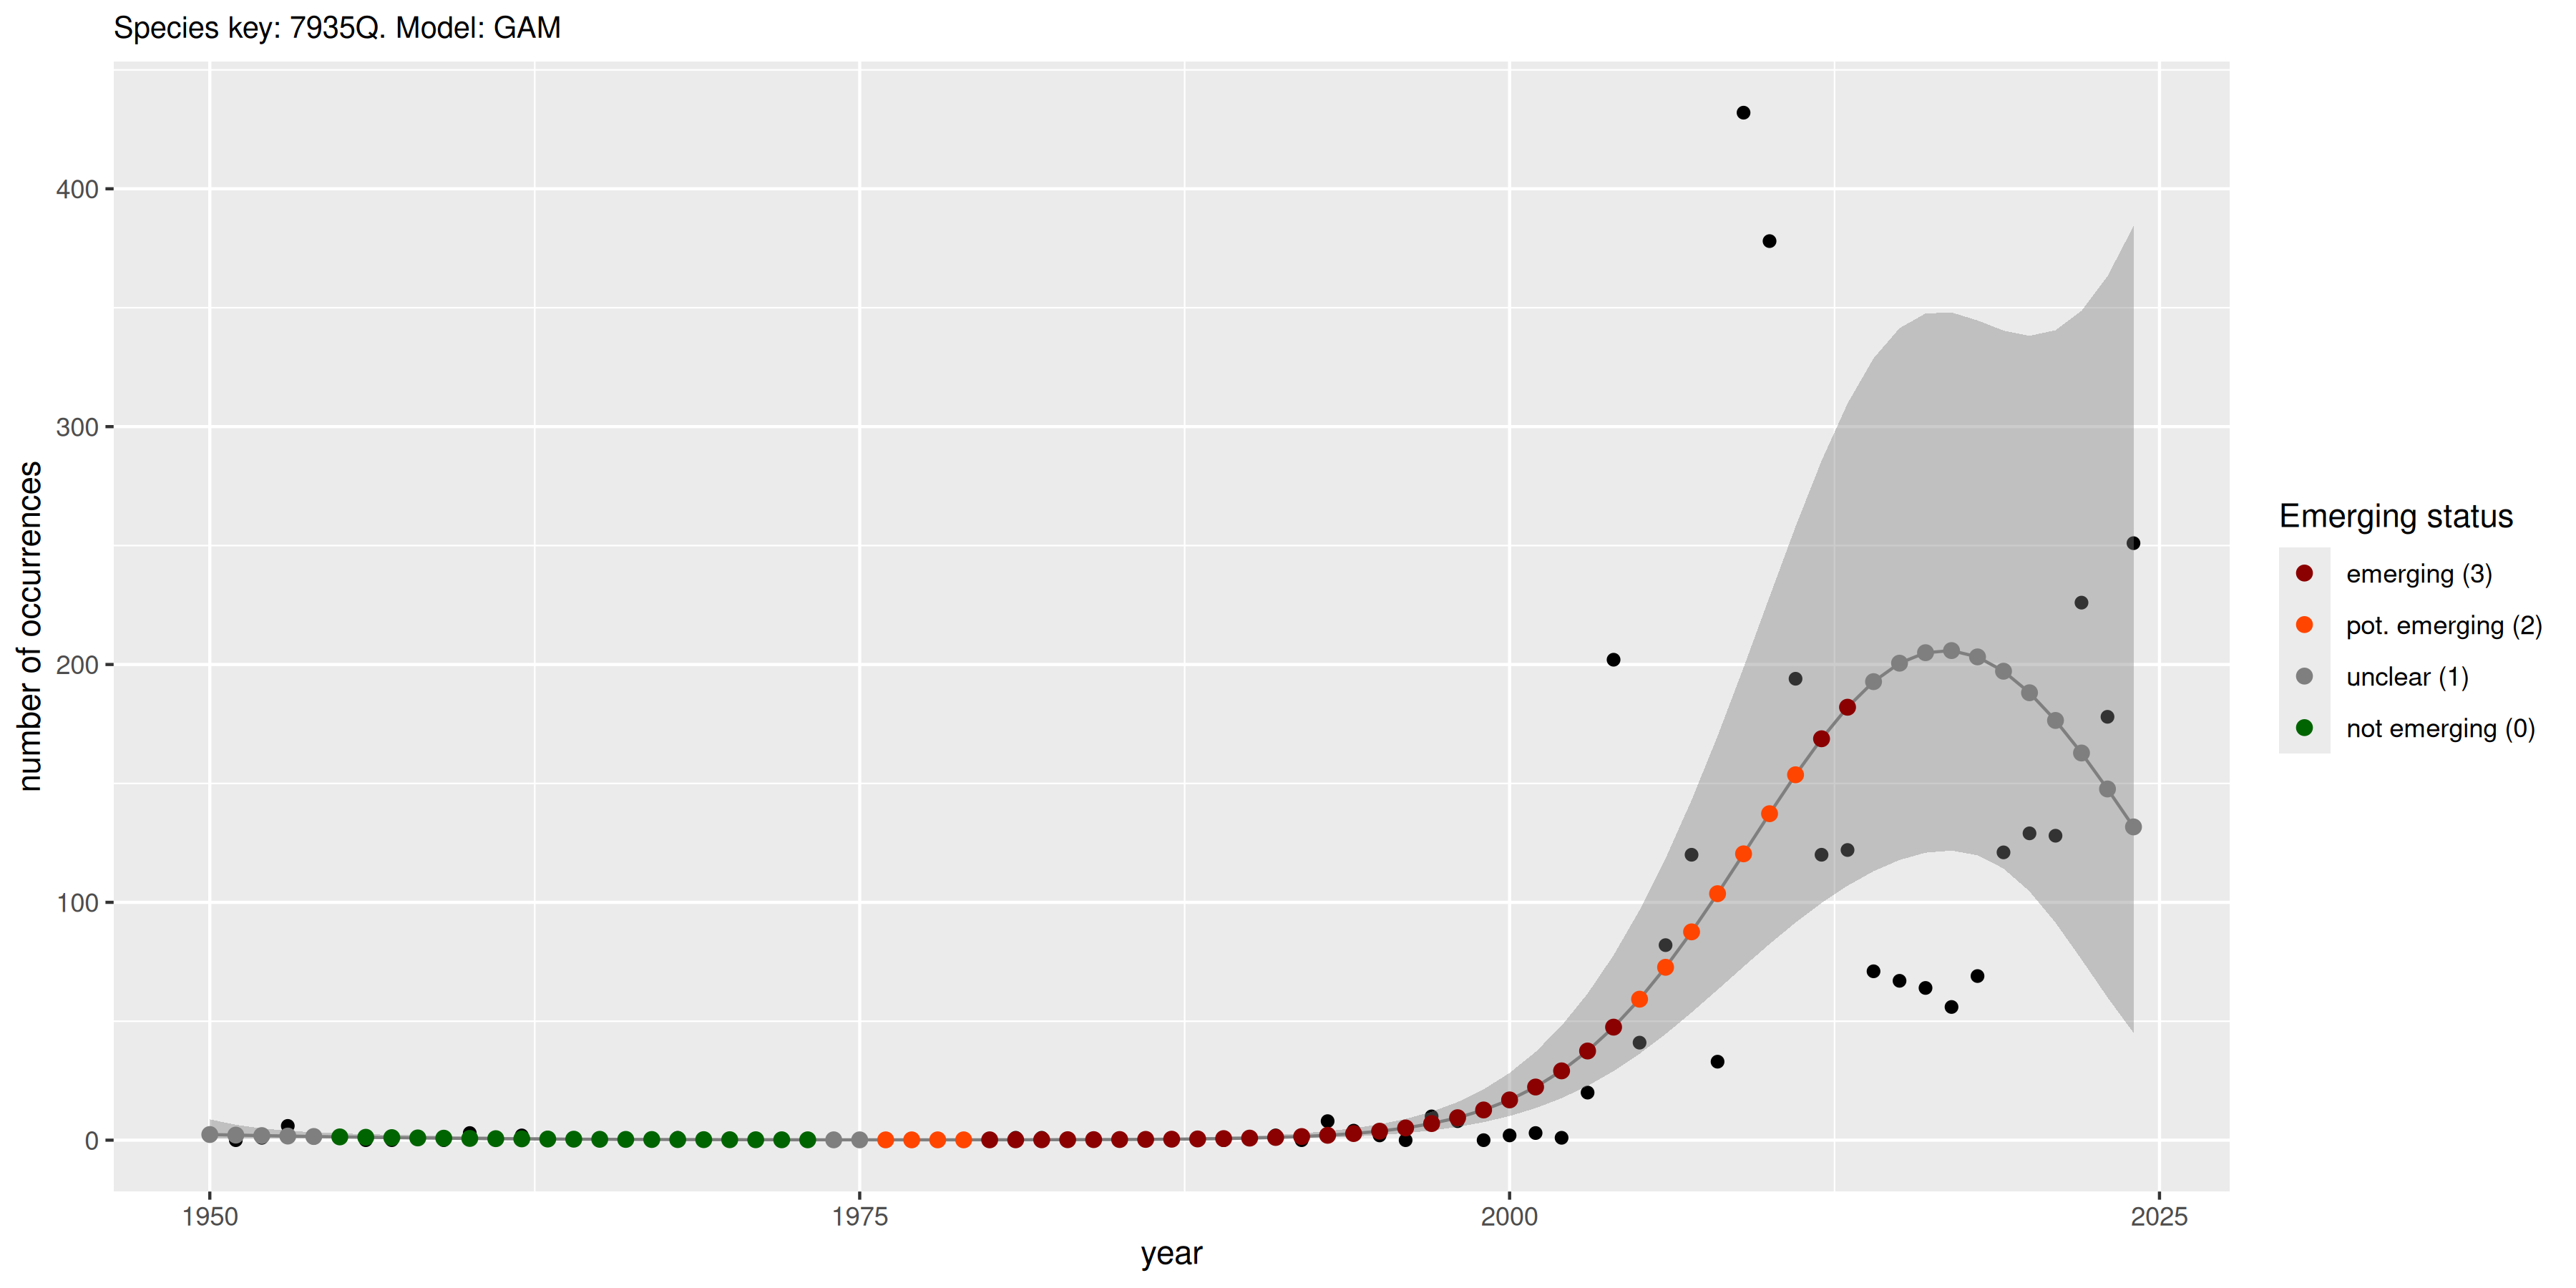 Species key: 7935Q. Model: GAM
400
300
200
100
0
number of occurrences
1950
1975
2000
2025
year
Emerging status
emerging (3)
pot. emerging (2)
unclear (1)
not emerging (0)